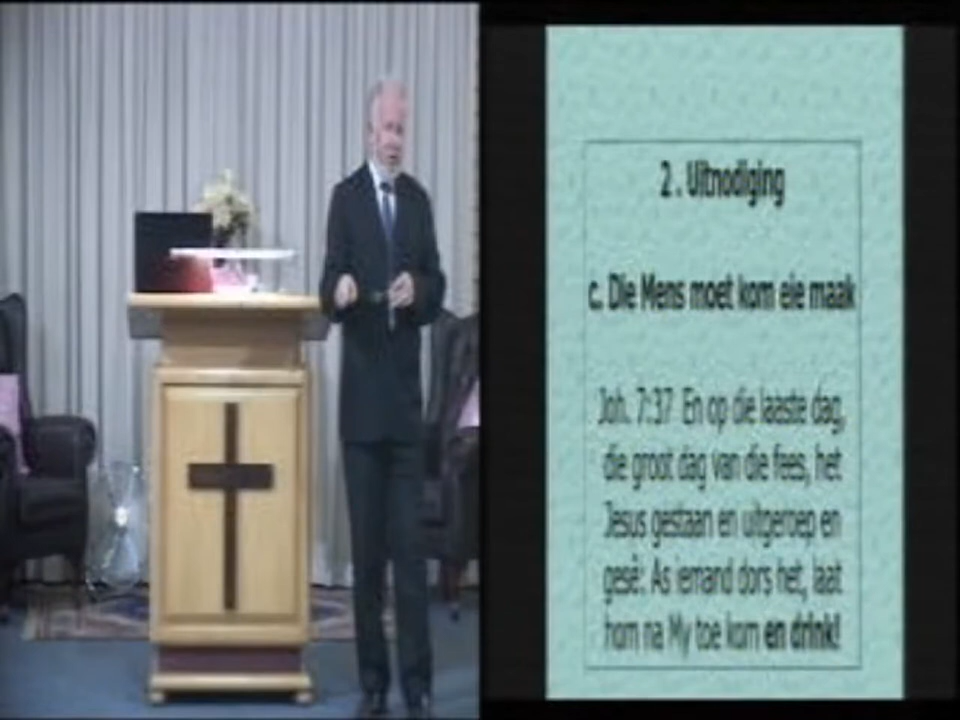 2. Uitnodiging
c. Die Mens moet kom eie maak
Joh. 7:37 En op die laaste dag,
die groot dag van die fees, het
Jesus gestaan en uitgeroep en
gesê: As iemand dors het, laat
hom na My toe kom en drink!